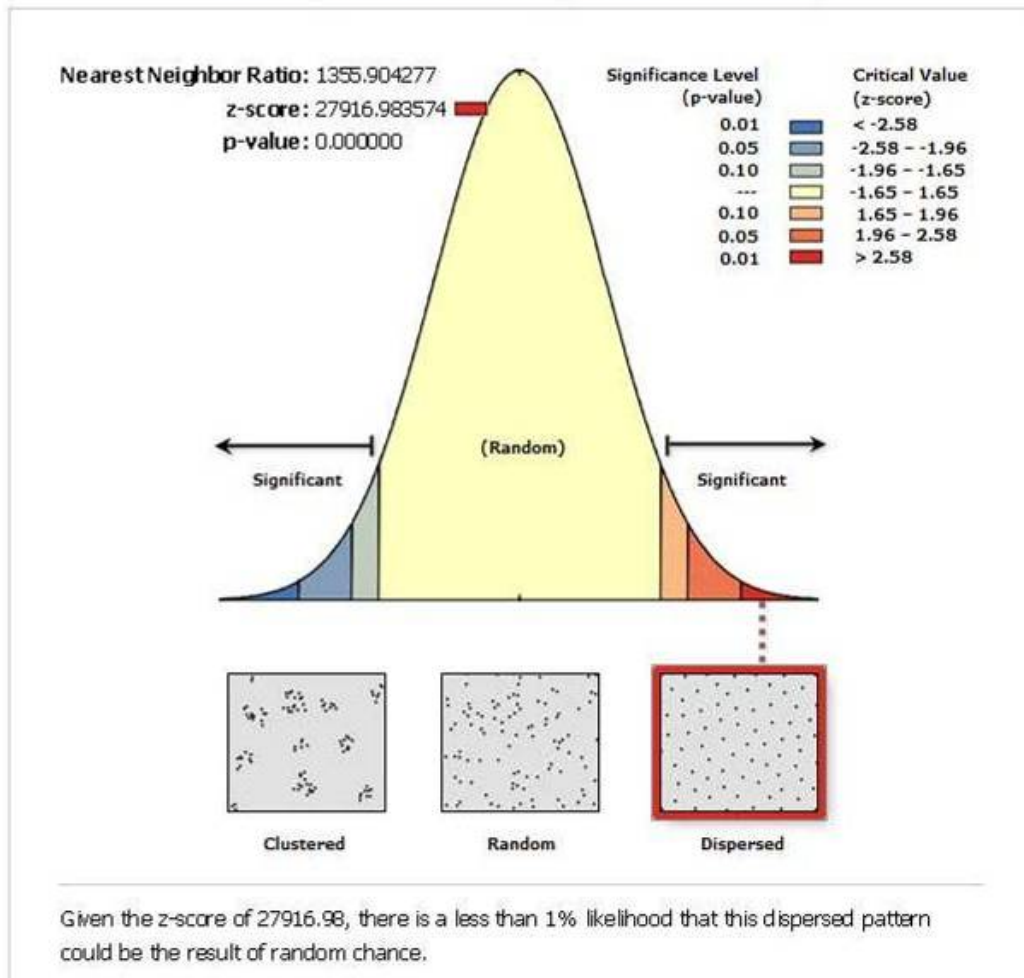 Nearest Neighbor Ratio: 1355.904277
z-score: 27916.983574
p-value: 0.000000
Significance Level Critical Value
(p-value) (z-score)
0.01 < -2.58
0.05 -2.58 – -1.96
0.10 -1.96 – -1.65
--- -1.65 – 1.65
0.10 1.65 – 1.96
0.05 1.96 – 2.58
0.01 > 2.58
(Random)
Significant Significant
Clustered Random Dispersed
Given the z-score of 27916.98, there is a less than 1% likelihood that this dispersed pattern
could be the result of random chance.